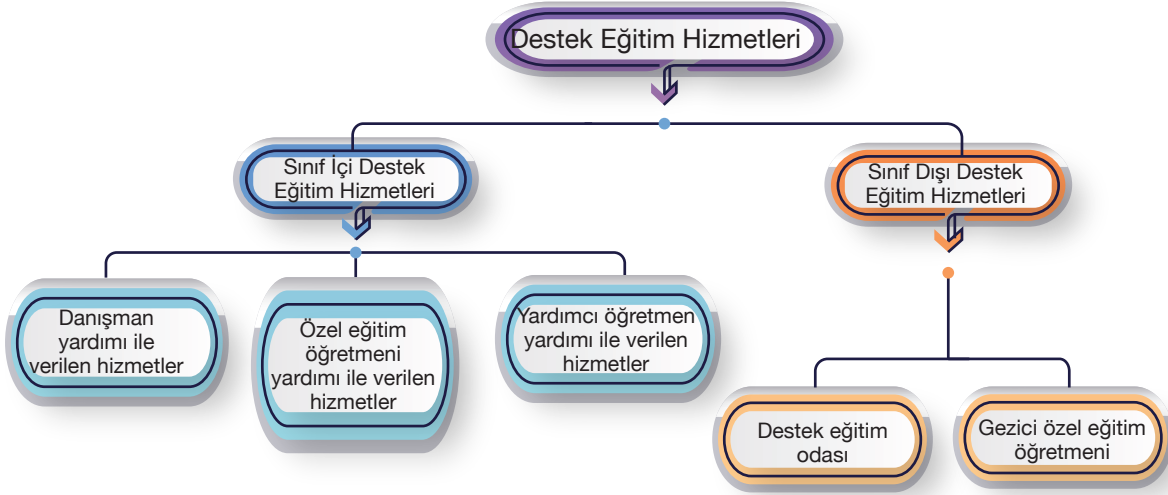 Destek Eğitim Hizmetleri
Sınıf İçi Destek
Eğitim Hizmetleri
Sınıf Dışı Destek
Eğitim Hizmetleri
Danışman
yardımı ile
verilen hizmetler
Özel eğitim
öğretmeni
yardımı ile verilen
hizmetler
Yardımcı öğretmen
yardımı ile verilen
hizmetler
Destek eğitim
odası
Gezici özel eğitim
öğretmeni